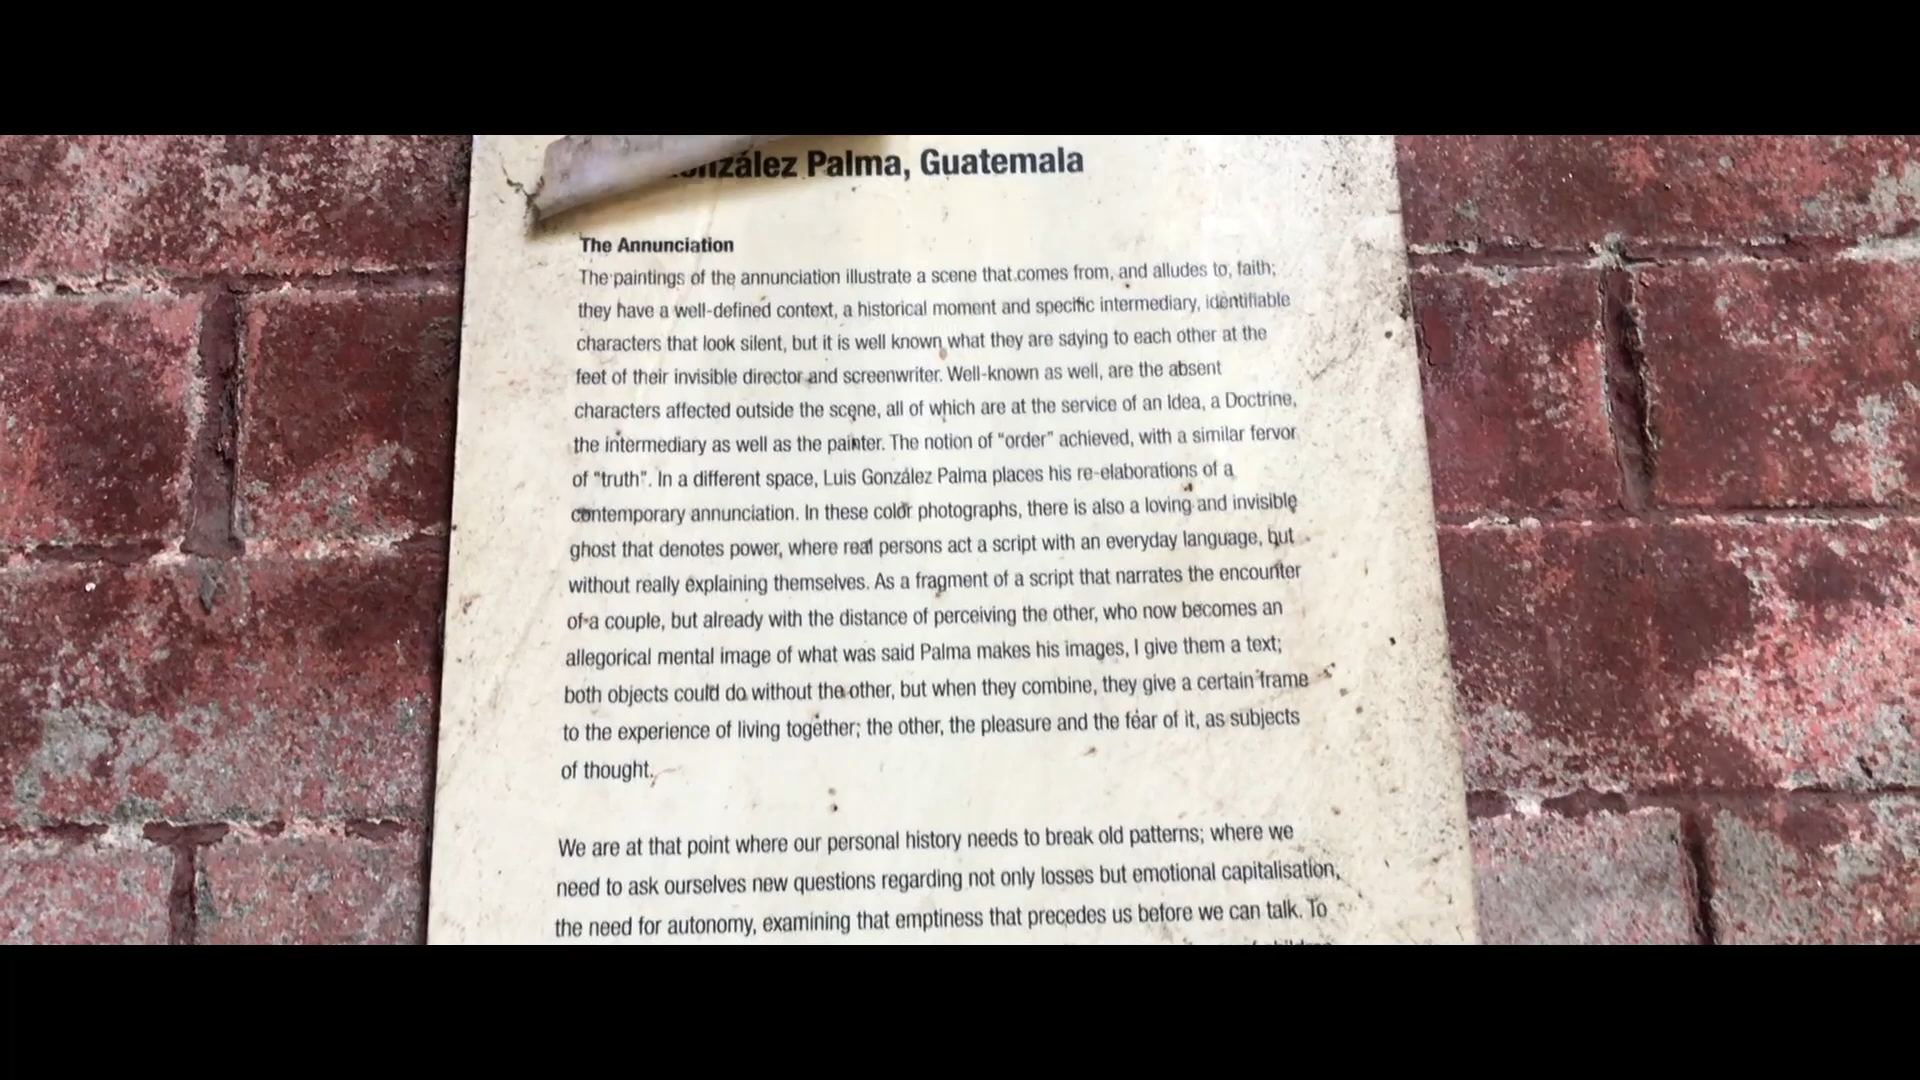 González Palma, Guatemala
The Annunciation
The paintings of the annunciation illustrate a scene that comes from, and alludes to, faith;
they have a well-defined context, a historical moment and specific intermediary, identifiable
characters that look silent, but it is well known what they are saying to each other at the
feet of their invisible director and screenwriter. Well-known as well, are the absent
characters affected outside the scene, all of which are at the service of an Idea, a Doctrine,
the intermediary as well as the painter. The notion of "order" achieved, with a similar fervor
of "truth". In a different space, Luis González Palma places his re-elaborations of a
contemporary annunciation. In these color photographs, there is also a loving and invisible
ghost that denotes power, where real persons act a script with an everyday language, but
without really explaining themselves. As a fragment of a script that narrates the encounter
of a couple, but already with the distance of perceiving the other, who now becomes an
allegorical mental image of what was said Palma makes his images, I give them a text;
both objects could do without the other, but when they combine, they give a certain frame
to the experience of living together; the other, the pleasure and the fear of it, as subjects
of thought.
We are at that point where our personal history needs to break old patterns; where we
need to ask ourselves new questions regarding not only losses but emotional capitalisation,
the need for autonomy, examining that emptiness that precedes us before we can talk. To